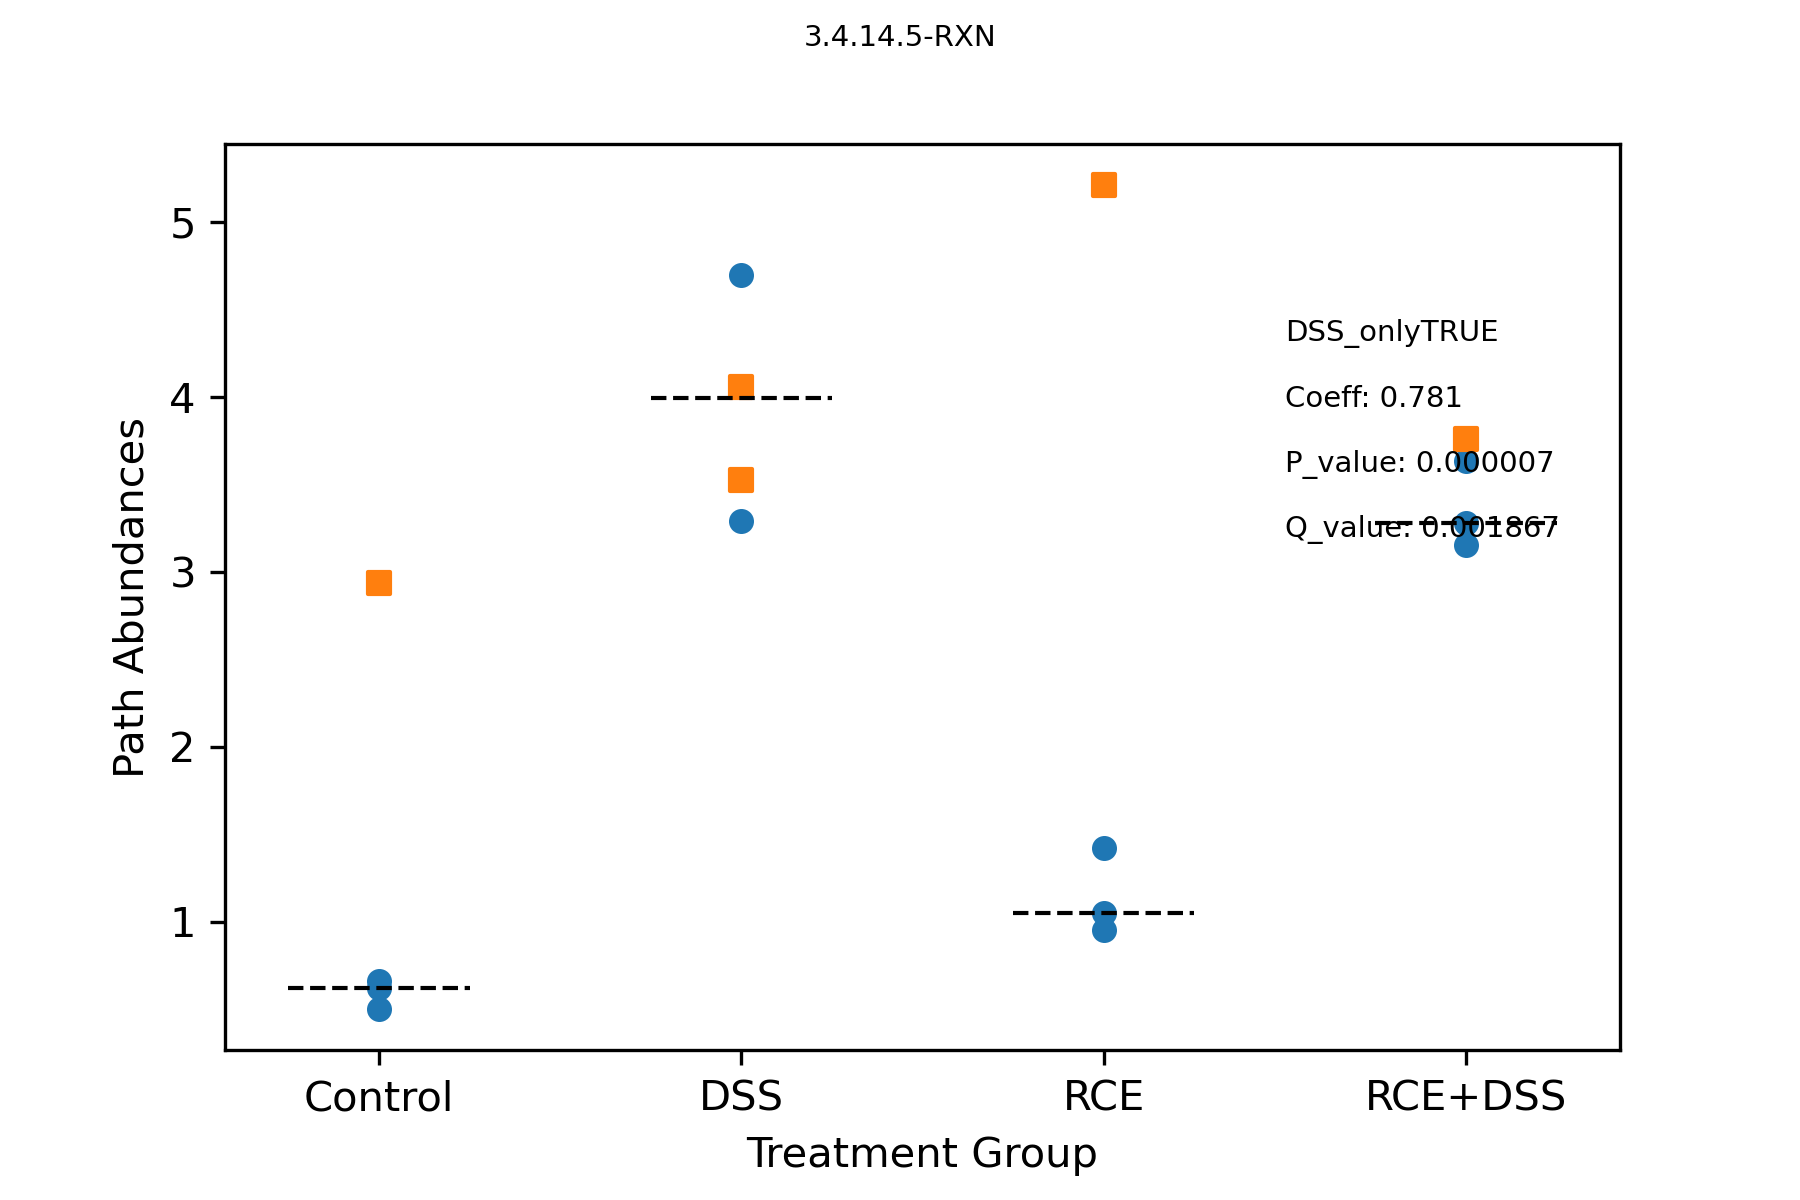 3.4.14.5-RXN
Path Abundances
5
4
3
2
1
DSS_onlyTRUE
Coeff: 0.781
P_value: 0.000007
Q_value: 0.001867
Control
DSS
RCE
RCE+DSS
Treatment Group